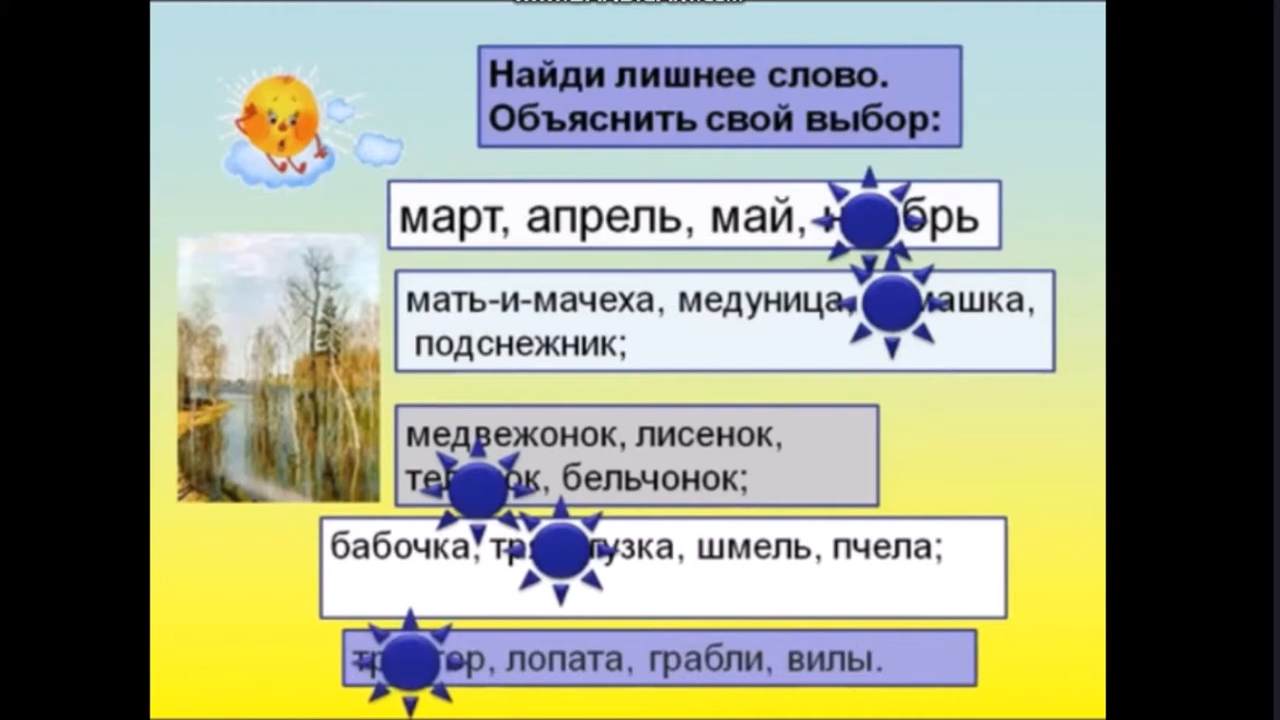 Найди лишнее слово.
Объяснить свой выбор:
март, апрель, май,
мать-и-мачеха, медуница,
подснежник;
медвежонок, лисенок,
бельчонок;
бабочка, шмель, пчела;
лопата, грабли, вилы.